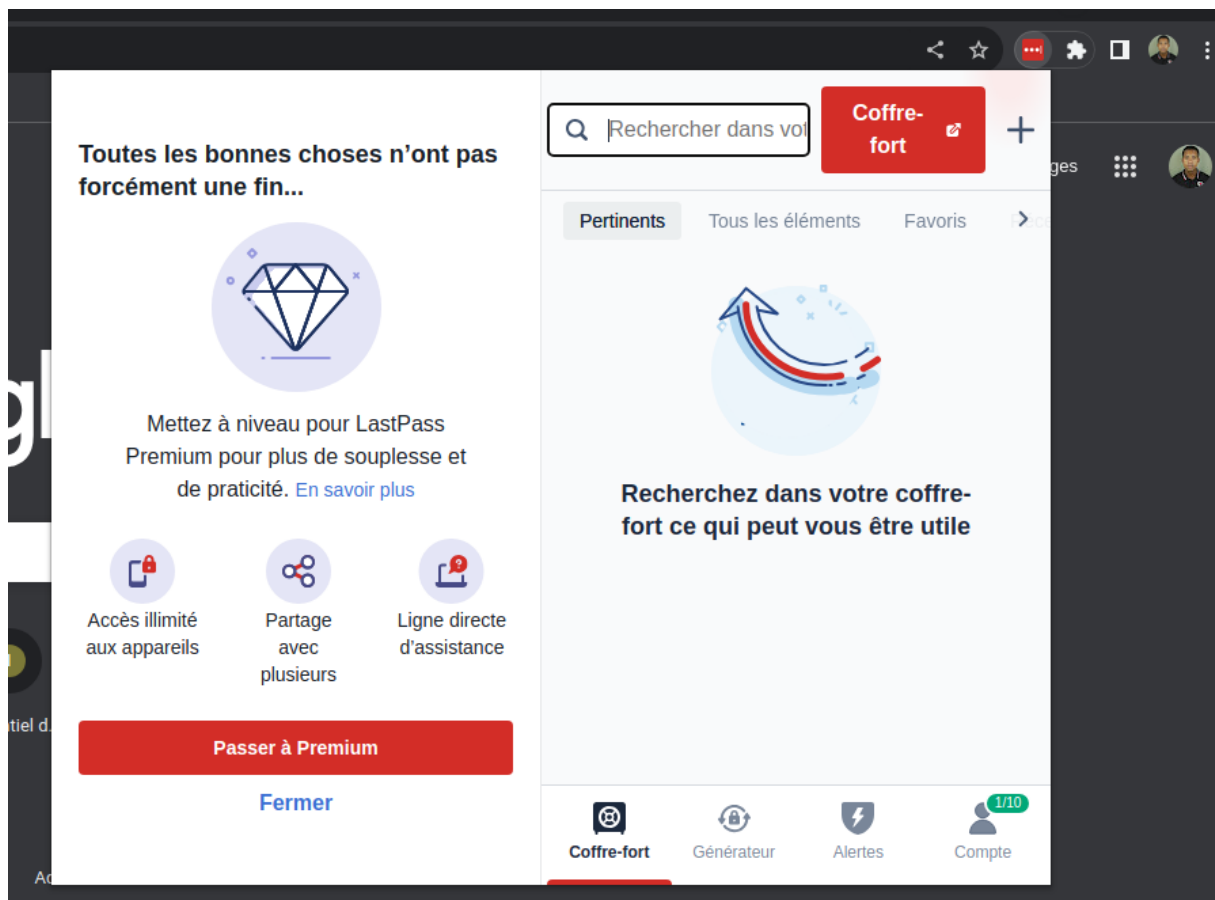 Toutes les bonnes choses n’ont pas
forcément une fin...
Mettez à niveau pour LastPass
Premium pour plus de souplesse et
de praticité. En savoir plus
Accès illimité
aux appareils
Partage
avec
plusieurs
Ligne directe
d’assistance
Passer à Premium
Fermer
Rechercher dans vot
Coffre-
fort
Pertinents Tous les éléments Favoris
Recherchez dans votre coffre-
fort ce qui peut vous être utile
Coffre-fort Générateur Alertes Compte
1/10
ges
gl
tiel d.
Ac